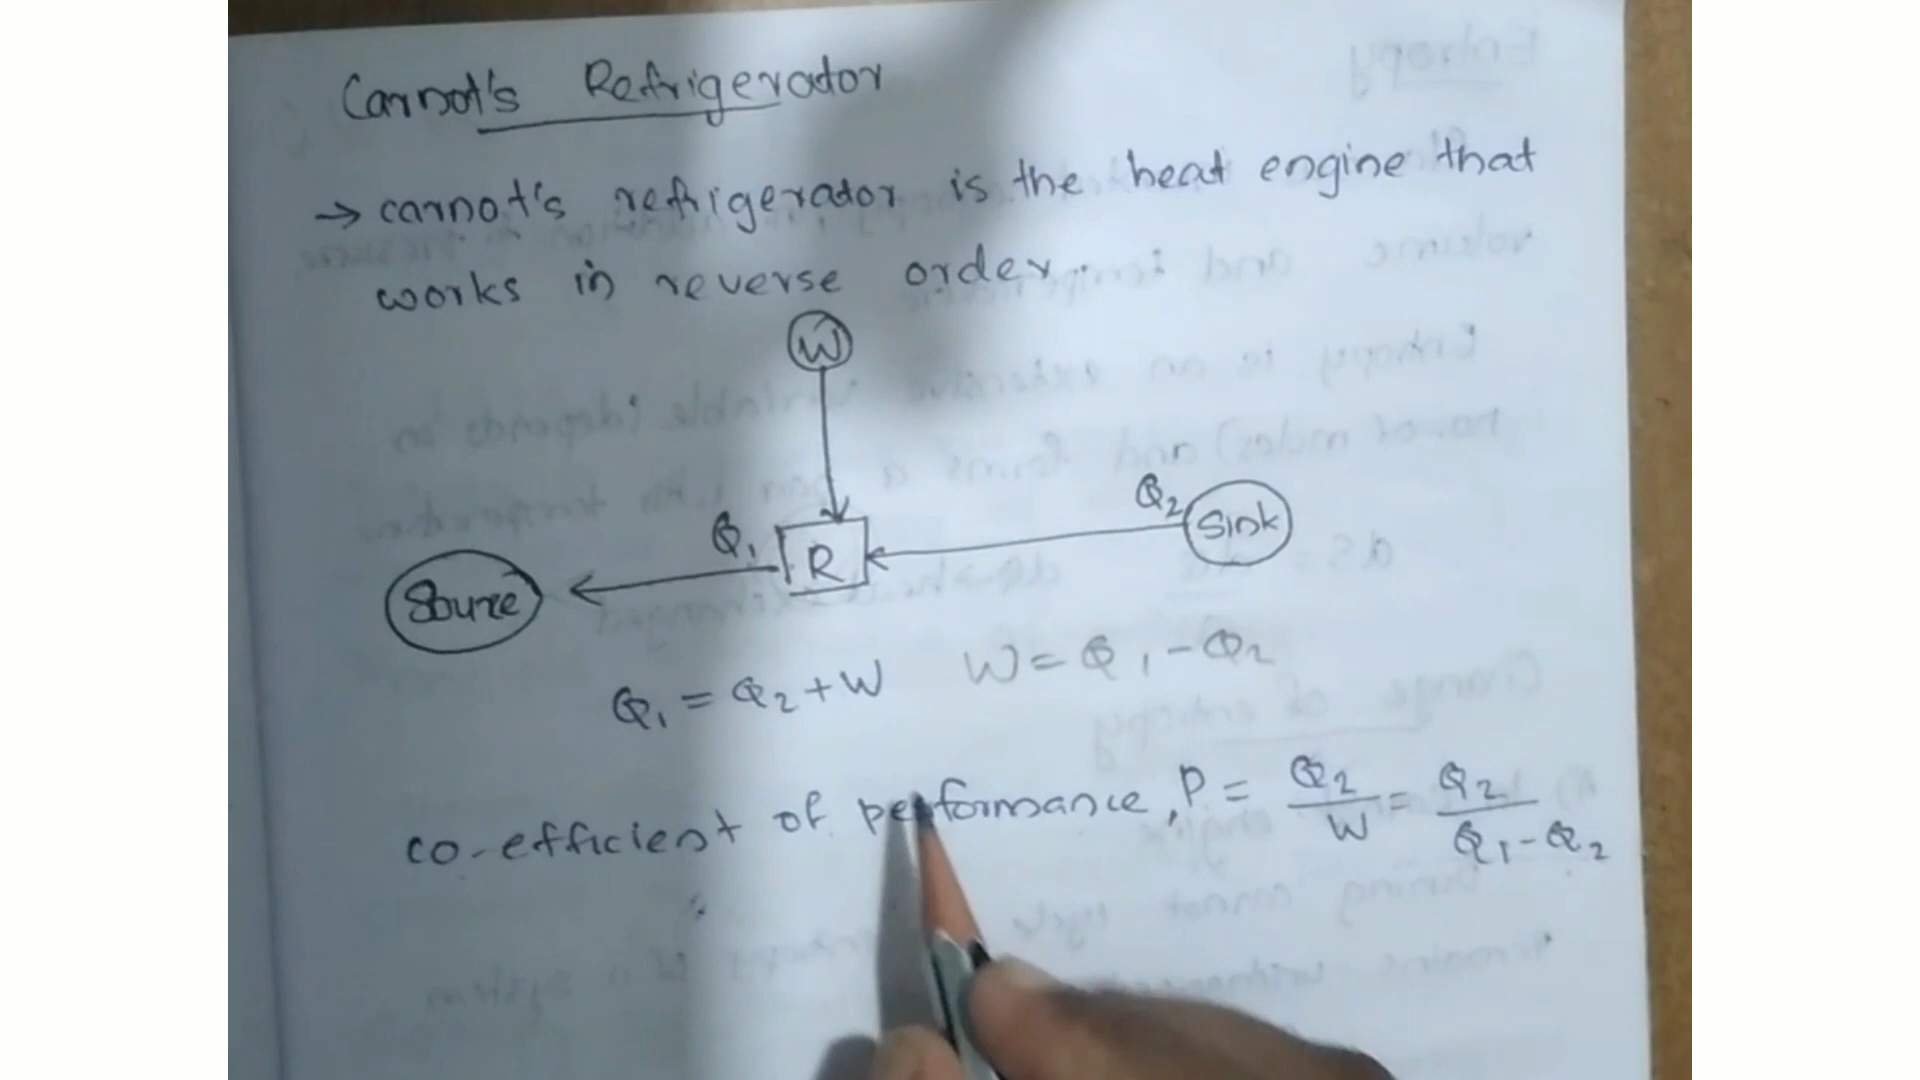 Carnot's Refrigerator
→ carnot's refrigerator is the heat engine that
works in reverse order.
W
Q₂
Sink
Q₁
R
Source
Q₁ = Q₂ + W W = Q₁ - Q₂
co-efficient of performance, P = Q₂/W = Q₂/(Q₁ - Q₂)